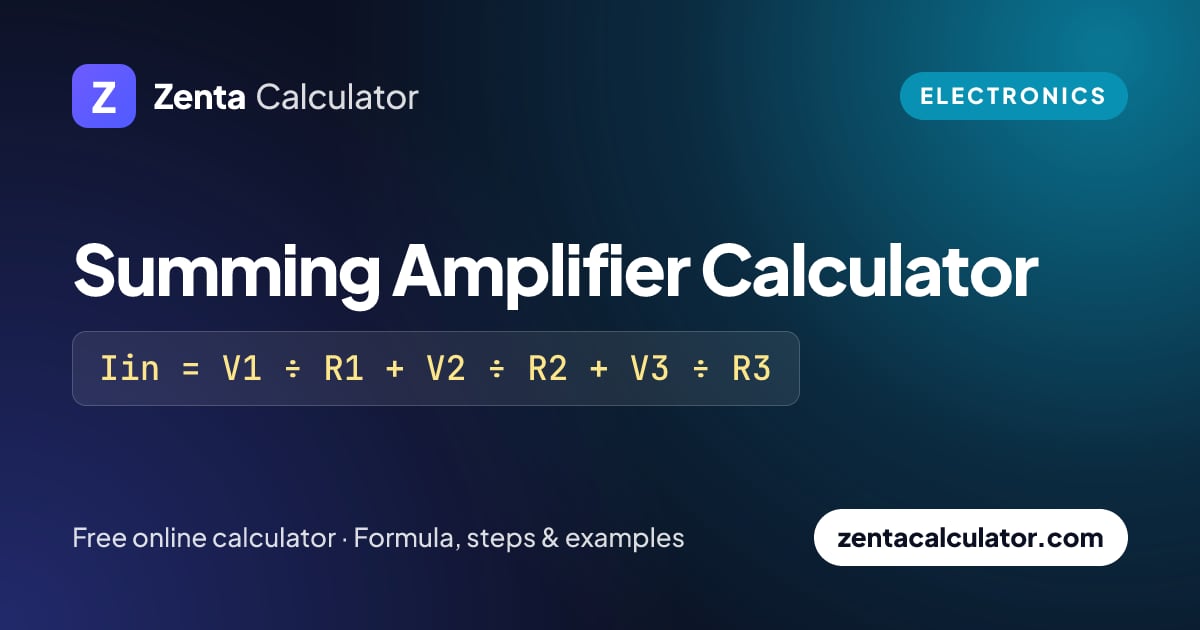 Z
Zenta Calculator
ELECTRONICS
Summing Amplifier Calculator
Iin = V1 ÷ R1 + V2 ÷ R2 + V3 ÷ R3
Free online calculator · Formula, steps & examples
zentacalculator.com